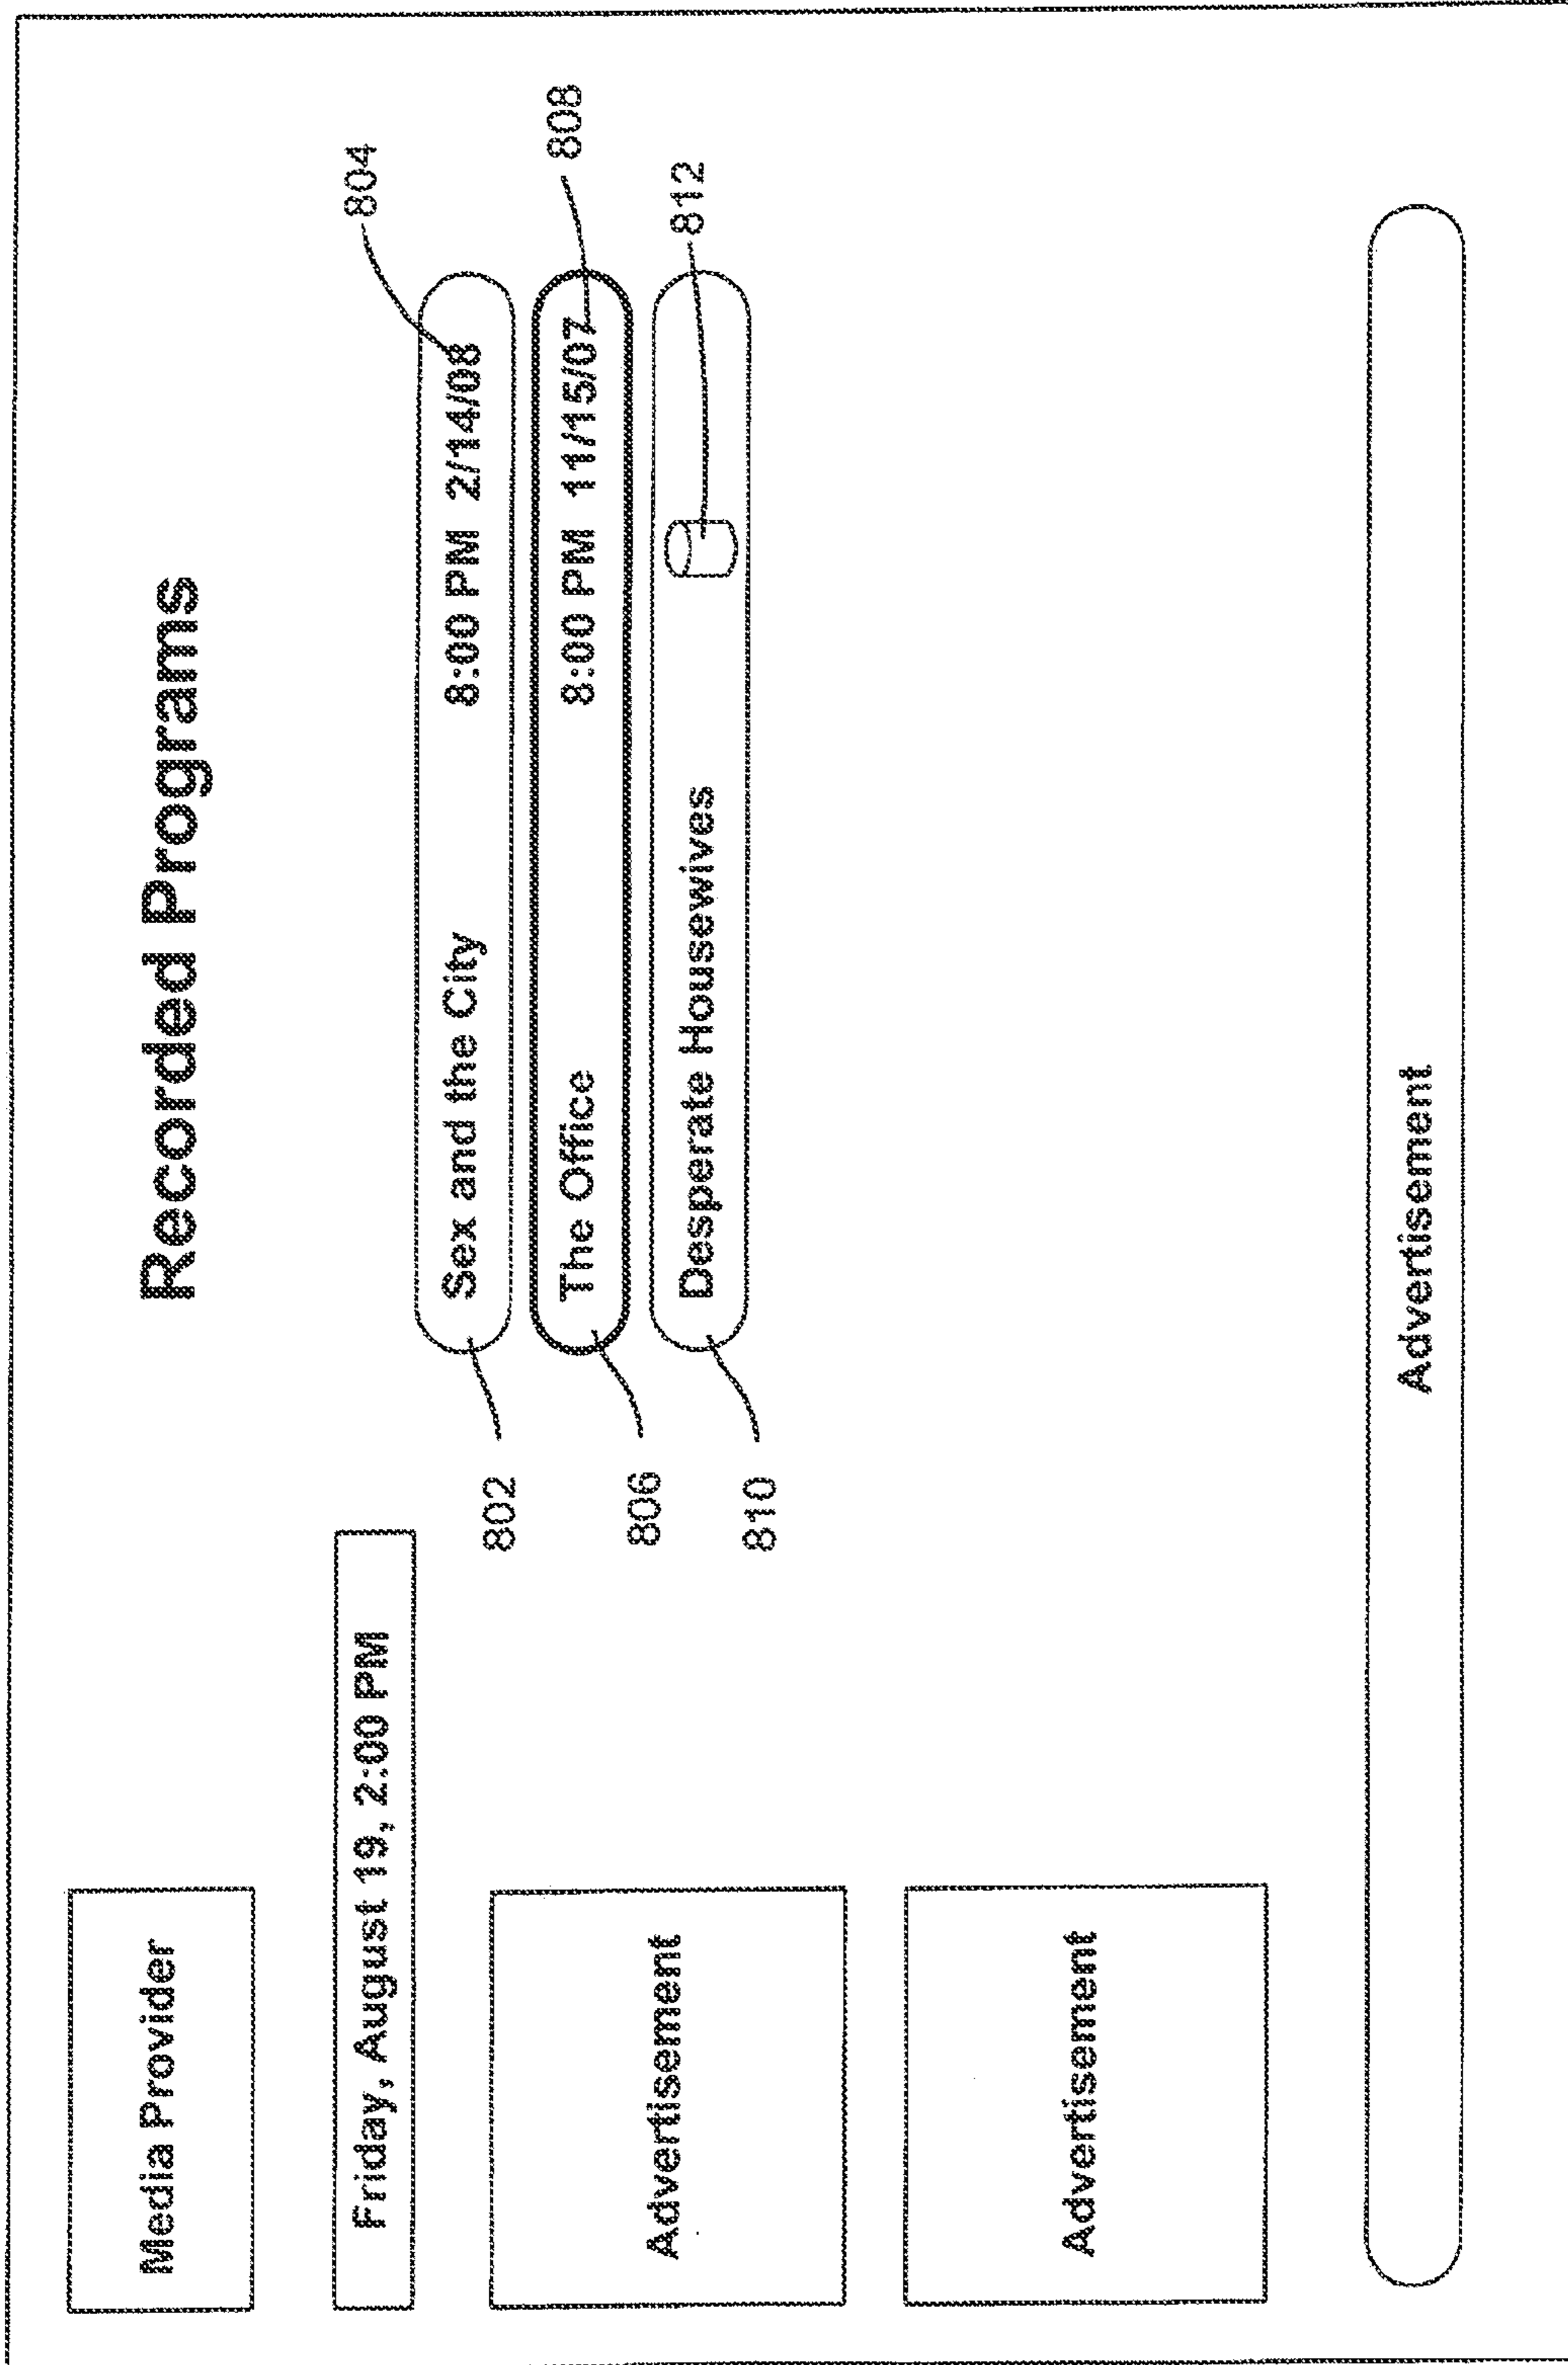 Recorded Programs
Media Provider
Friday, August 19, 2:00 PM
804
802
Sex and the City 8:00 PM 2/14/08
808
806
The Office 8:00 PM 11/15/07
812
810
Desperate Housewives
Advertisement
Advertisement
Advertisement